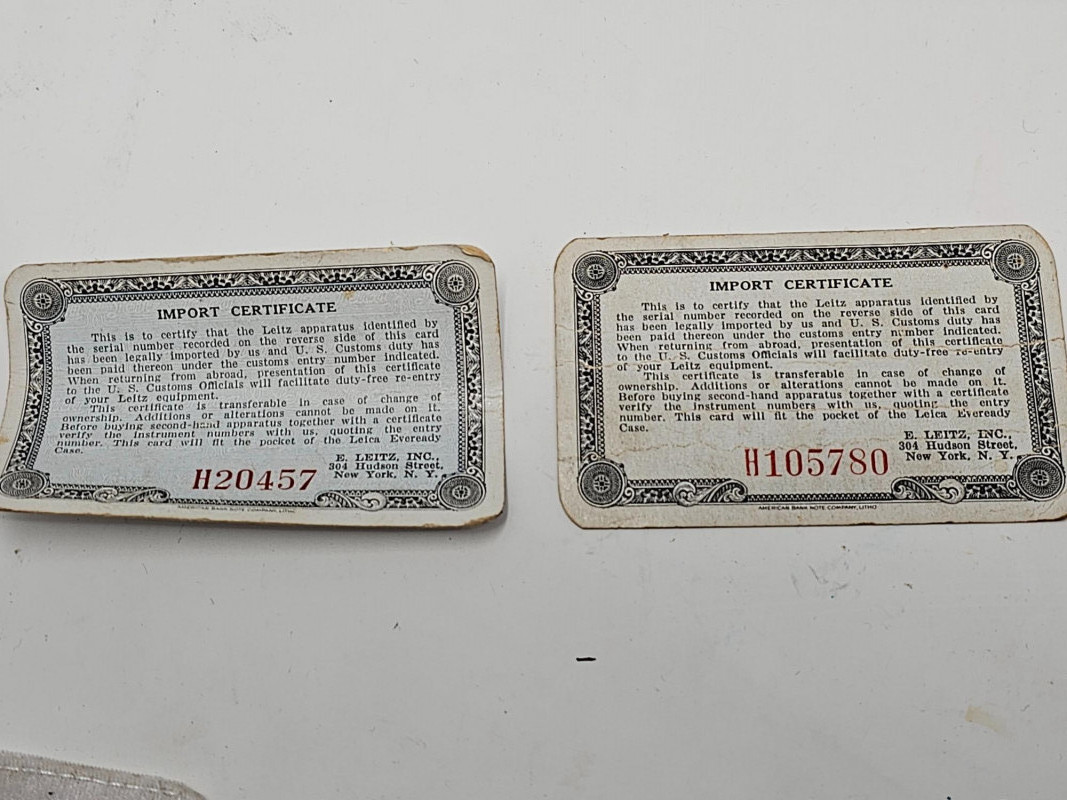 IMPORT CERTIFICATE
This is to certify that the Leitz apparatus identified by
the serial number recorded on the reverse side of this card
has been legally imported by us and U. S. Customs duty has
been paid thereon under the customs entry number indicated.
When returning from abroad, presentation of this certificate
to the U. S. Customs Officials will facilitate duty-free re-entry
of your Leitz equipment.
This certificate is transferable in case of change of
ownership. Additions or alterations cannot be made on it.
Before buying second-hand apparatus together with a certificate
verify the instrument numbers with us, quoting the entry
number. This card will fit the pocket of the Leica Eveready
Case.
E. LEITZ, INC.,
304 Hudson Street,
New York, N. Y.
H20457
AMERICAN BANK NOTE COMPANY, LITHO
IMPORT CERTIFICATE
This is to certify that the Leitz apparatus identified by
the serial number recorded on the reverse side of this card
has been legally imported by us and U. S. Customs duty has
been paid thereon under the customs entry number indicated.
When returning from abroad, presentation of this certificate
to the U. S. Customs Officials will facilitate duty-free re-entry
of your Leitz equipment.
This certificate is transferable in case of change of
ownership. Additions or alterations cannot be made on it.
Before buying second-hand apparatus together with a certificate
verify the instrument numbers with us, quoting the entry
number. This card will fit the pocket of the Leica Eveready
Case.
E. LEITZ, INC.,
304 Hudson Street,
New York, N. Y.
H105780
AMERICAN BANK NOTE COMPANY, LITHO